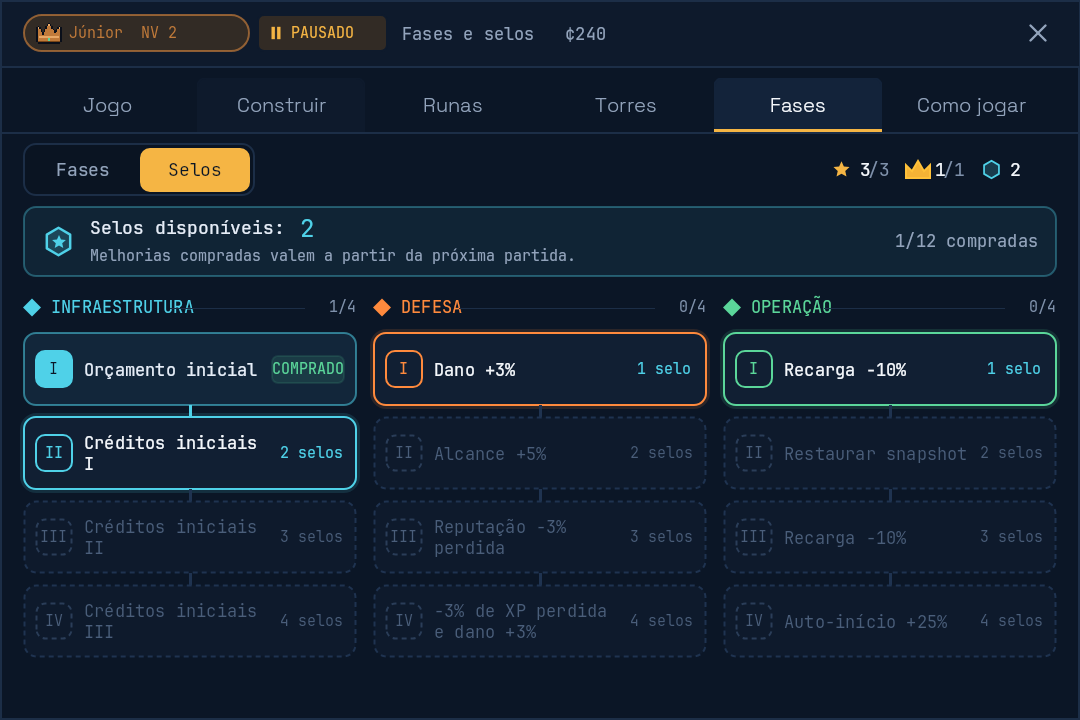 Júnior NV 2
PAUSADO
Fases e selos
₵240
Jogo
Construir
Runas
Torres
Fases
Como jogar
Fases
Selos
3/3
1/1
2
Selos disponíveis: 2
Melhorias compradas valem a partir da próxima partida.
1/12 compradas
INFRAESTRUTURA
1/4
I
Orçamento inicial
COMPRADO
II
Créditos iniciais
I
2 selos
III
Créditos iniciais
II
3 selos
IV
Créditos iniciais
III
4 selos
DEFESA
0/4
I
Dano +3%
1 selo
II
Alcance +5%
2 selos
III
Reputação -3%
perdida
3 selos
IV
-3% de XP perdida
e dano +3%
4 selos
OPERAÇÃO
0/4
I
Recarga -10%
1 selo
II
Restaurar snapshot
2 selos
III
Recarga -10%
3 selos
IV
Auto-início +25%
4 selos